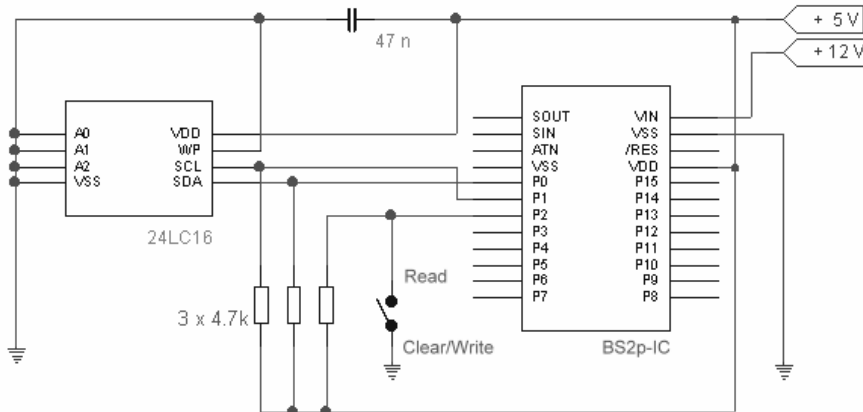 + 5 V
+ 12 V
47 n
A0
A1
A2
VSS
VDD
WP
SCL
SDA
24LC16
SOUT
SIN
ATN
VSS
P0
P1
P2
P3
P4
P5
P6
P7
VIN
VSS
/RES
VDD
P15
P14
P13
P12
P11
P10
P9
P8
BS2p-IC
Read
Clear/Write
3 x 4.7k